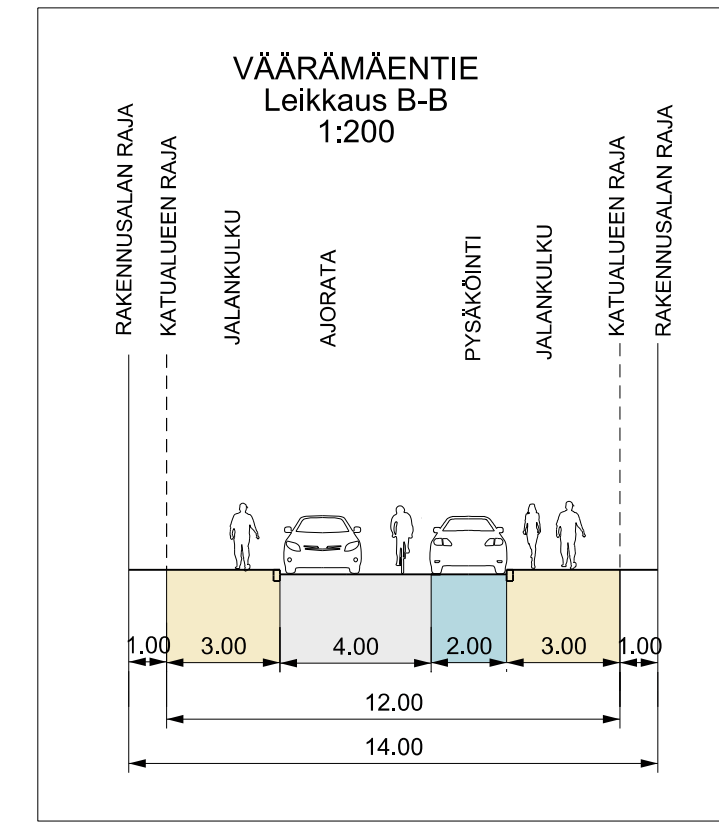 VÄÄRÄMÄENTIE
Leikkaus B-B
1:200
RAKENNUSALAN RAJA
KATUALUEEN RAJA
JALANKULKU
AJORATA
PYSÄKÖINTI
JALANKULKU
KATUALUEEN RAJA
RAKENNUSALAN RAJA
1.00 3.00 4.00 2.00 3.00 1.00
12.00
14.00